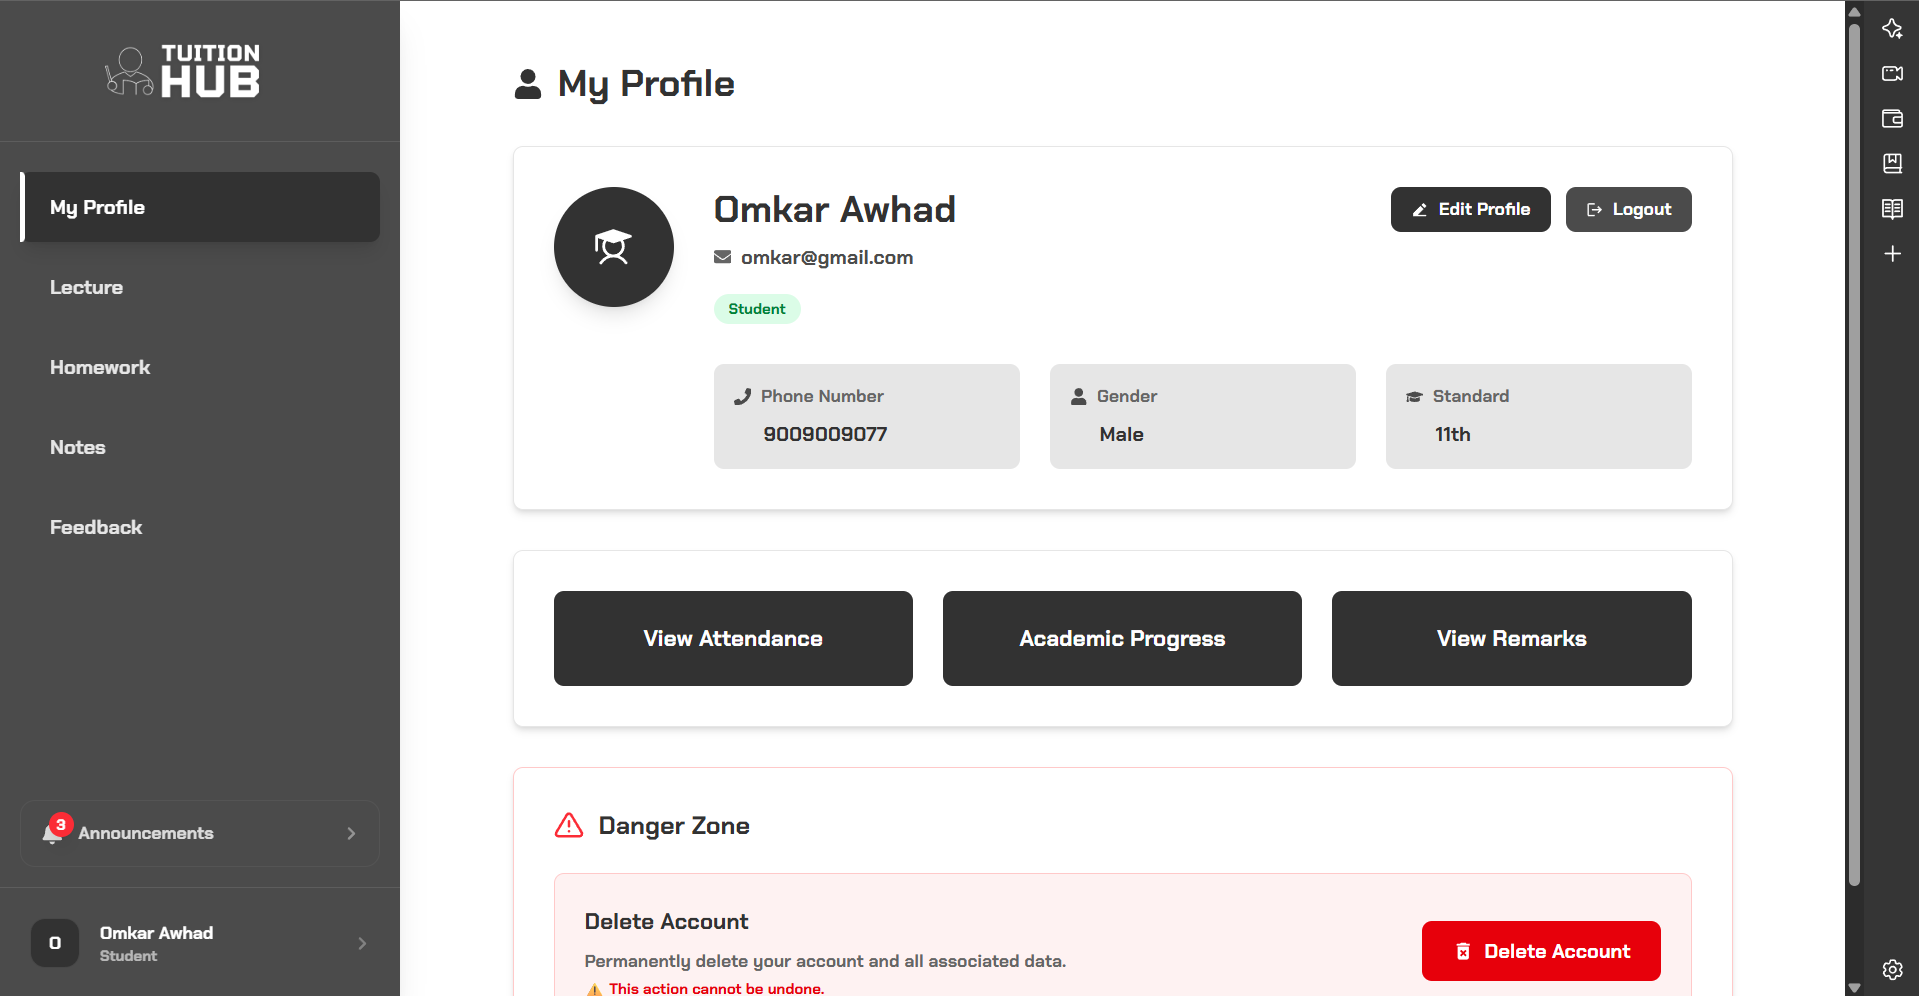 TUITION
HUB
My Profile
Lecture
Homework
Notes
Feedback
3
Announcements
O
Omkar Awhad
Student
My Profile
Omkar Awhad
omkar@gmail.com
Student
Edit Profile
Logout
Phone Number
9009009077
Gender
Male
Standard
11th
View Attendance
Academic Progress
View Remarks
Danger Zone
Delete Account
Permanently delete your account and all associated data.
This action cannot be undone.
Delete Account